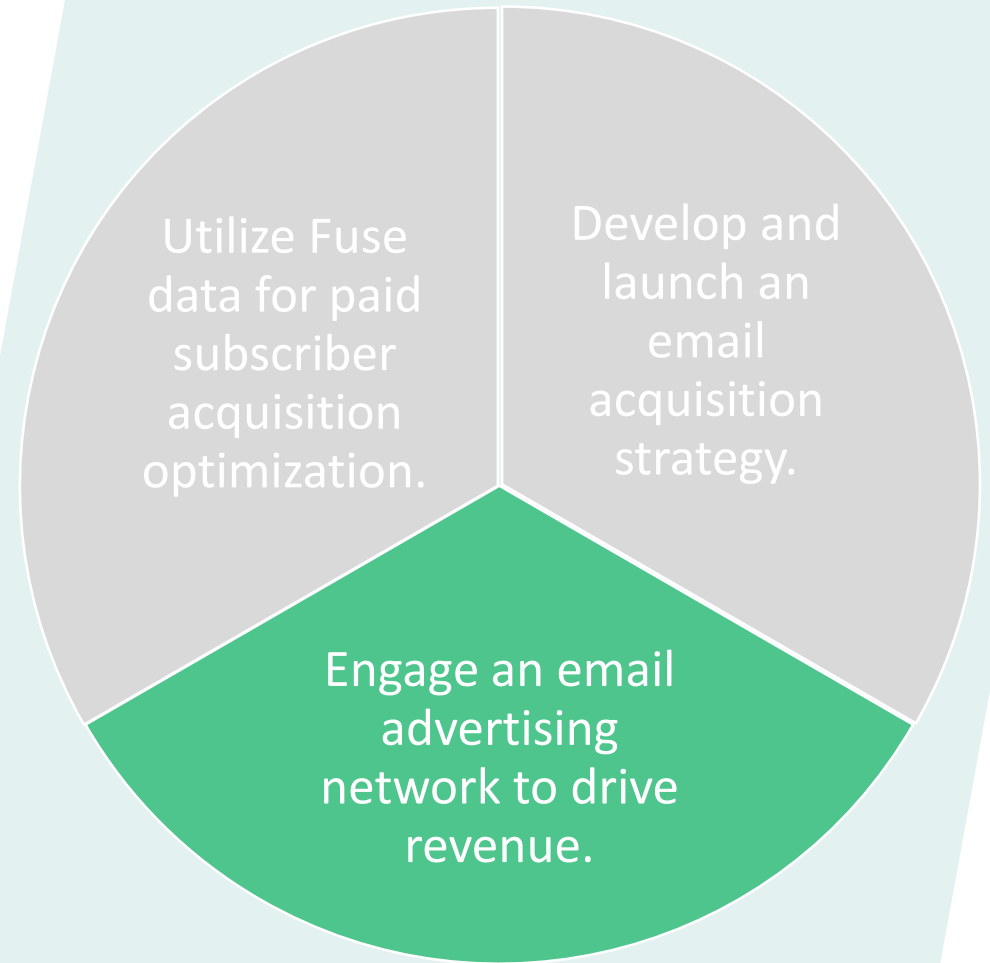 Utilize Fuse
data for paid
subscriber
acquisition
optimization.
Develop and
launch an
email
acquisition
strategy.
Engage an email
advertising
network to drive
revenue.